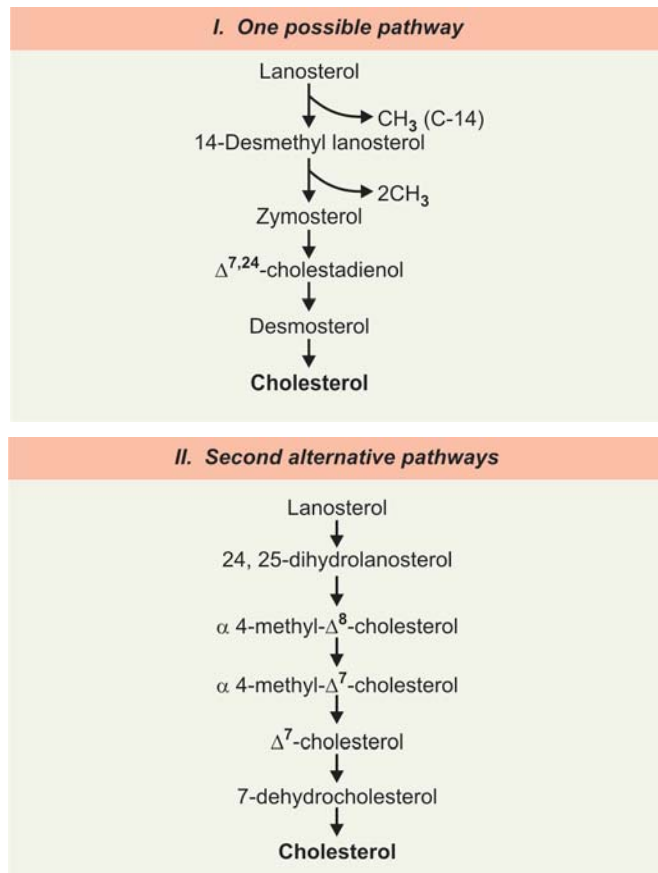 I. One possible pathway
Lanosterol
CH₃ (C-14)
14-Desmethyl lanosterol
2CH₃
Zymosterol
Δ⁷,²⁴-cholestadienol
Desmosterol
Cholesterol
II. Second alternative pathways
Lanosterol
24, 25-dihydrolanosterol
α 4-methyl-Δ⁸-cholesterol
α 4-methyl-Δ⁷-cholesterol
Δ⁷-cholesterol
7-dehydrocholesterol
Cholesterol